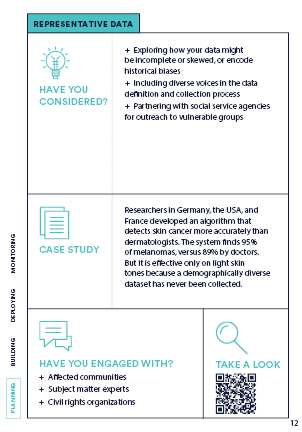 REPRESENTATIVE DATA
HAVE YOU
CONSIDERED?
+ Exploring how your data might
be incomplete or skewed, or encode
historical biases
+ Including diverse voices in the data
definition and collection process
+ Partnering with social service agencies
for outreach to vulnerable groups
CASE STUDY
Researchers in Germany, the USA, and
France developed an algorithm that
detects skin cancer more accurately than
dermatologists. The system finds 95%
of melanomas, versus 89% by doctors.
But it is effective only on light skin
tones because a demographically diverse
dataset has never been collected.
HAVE YOU ENGAGED WITH?
+ Affected communities
+ Subject matter experts
+ Civil rights organizations
TAKE A LOOK
MONITORING
DEPLOYING
BUILDING
PLANNING
12